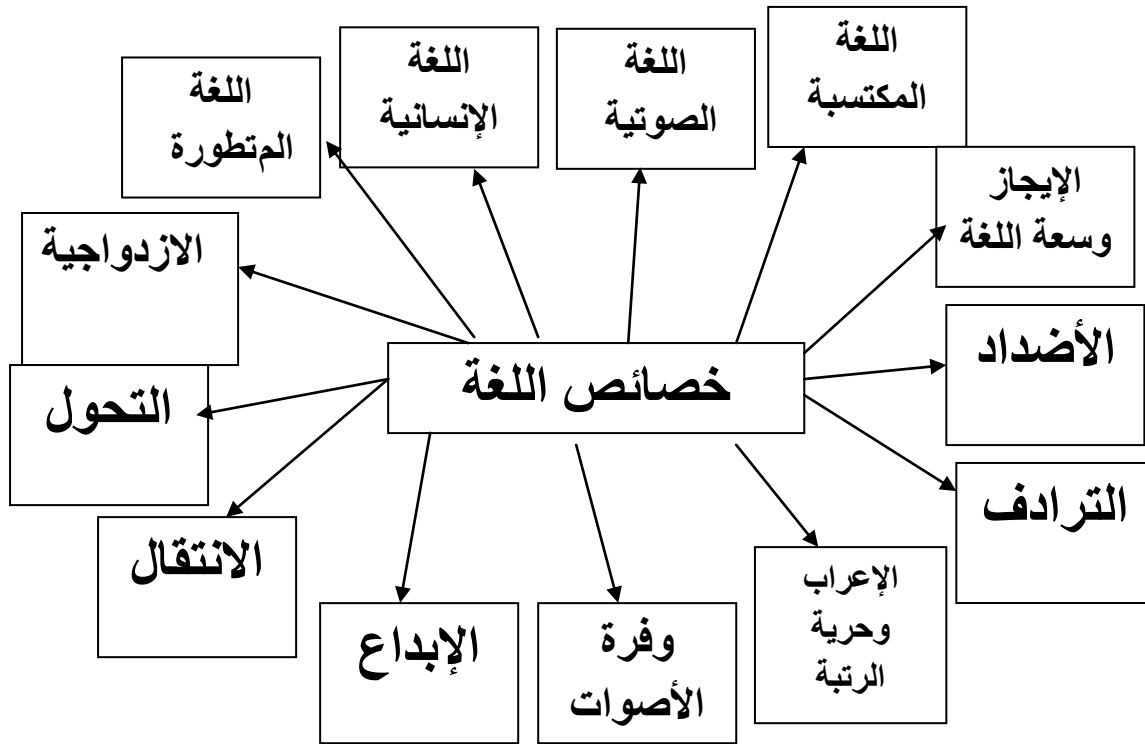 اللغة
المكتسبة
اللغة
الصوتية
اللغة
الإنسانية
اللغة
المتطورة
الإيجاز
وسعة اللغة
الازدواجية
الأضداد
خصائص اللغة
التحول
الترادف
الانتقال
الإعراب
وحرية
الرتبة
وفرة
الأصوات
الإبداع